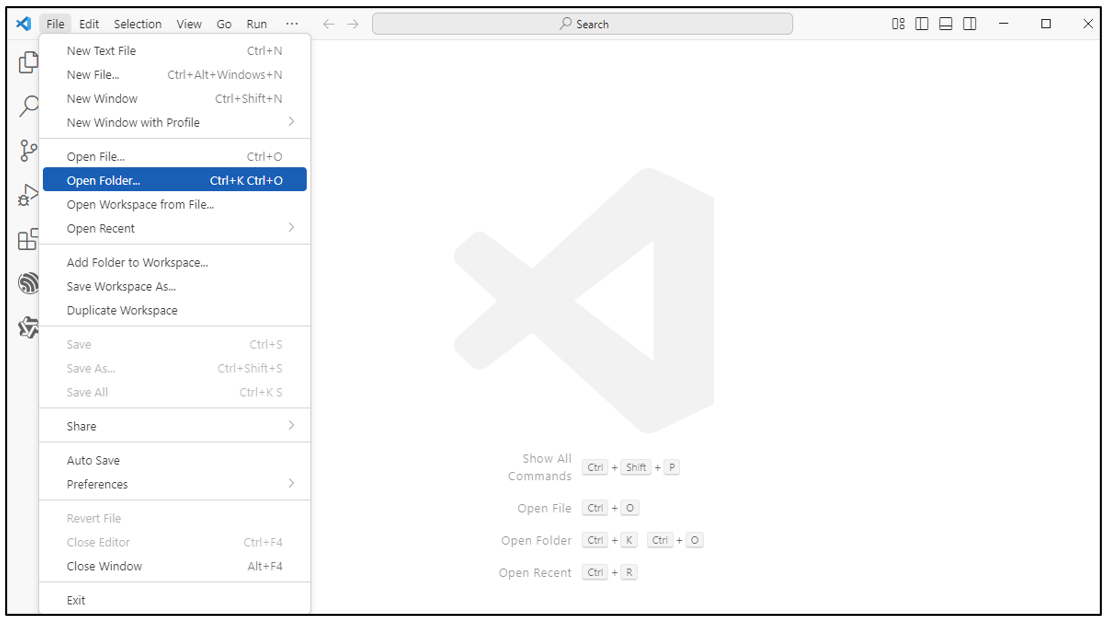 File Edit Selection View Go Run ··· Search
New Text File Ctrl+N
New File... Ctrl+Alt+Windows+N
New Window Ctrl+Shift+N
New Window with Profile
Open File... Ctrl+O
Open Folder... Ctrl+K Ctrl+O
Open Workspace from File...
Open Recent
Add Folder to Workspace...
Save Workspace As...
Duplicate Workspace
Save Ctrl+S
Save As... Ctrl+Shift+S
Save All Ctrl+K S
Share
Auto Save
Preferences
Revert File
Close Editor Ctrl+F4
Close Window Alt+F4
Exit
Show All
Commands Ctrl + Shift + P
Open File Ctrl + O
Open Folder Ctrl + K Ctrl + O
Open Recent Ctrl + R